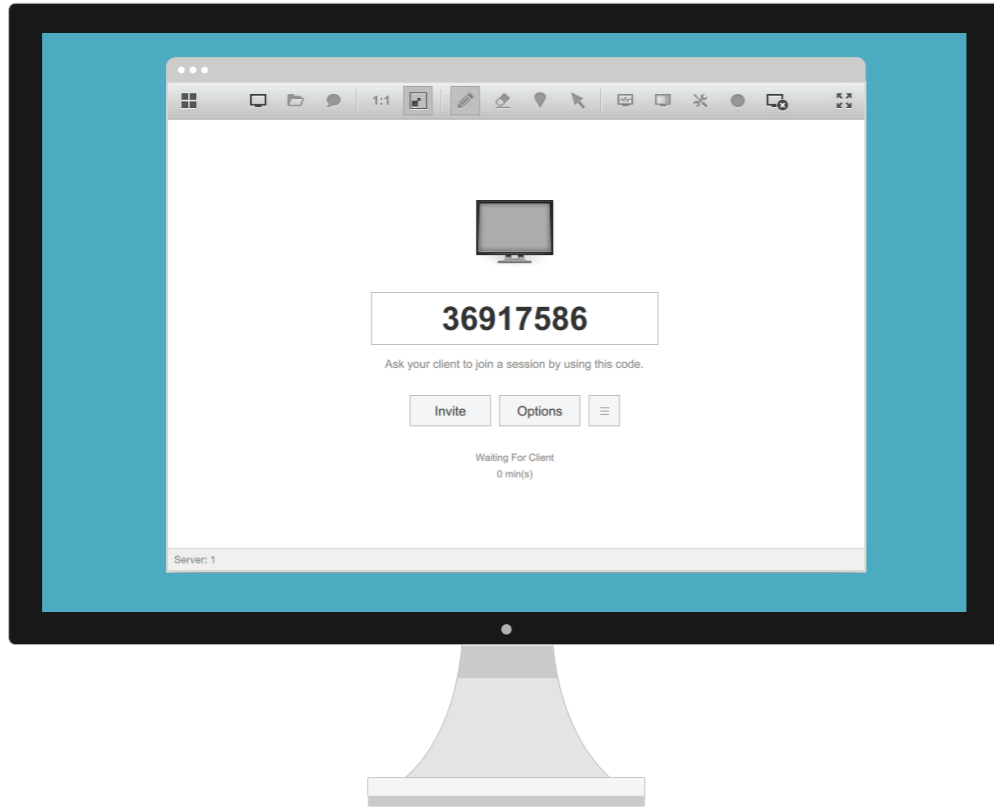 1:1
36917586
Ask your client to join a session by using this code.
Invite Options
Waiting For Client
0 min(s)
Server: 1